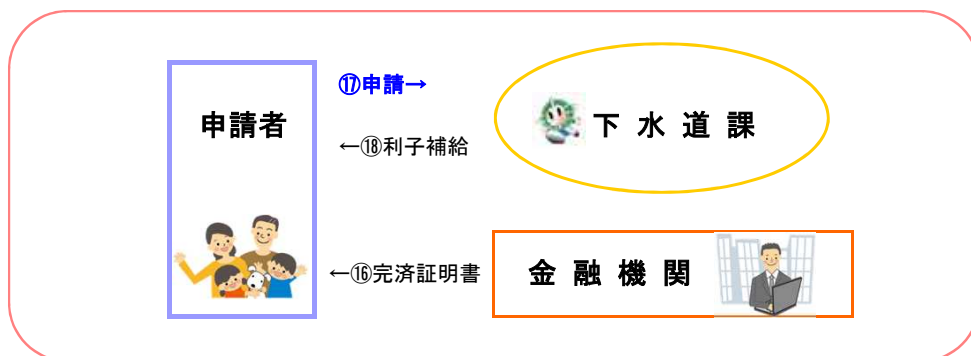 ⑰申請→
申請者
下水道課
←⑱利子補給
←⑯完済証明書
金融機関